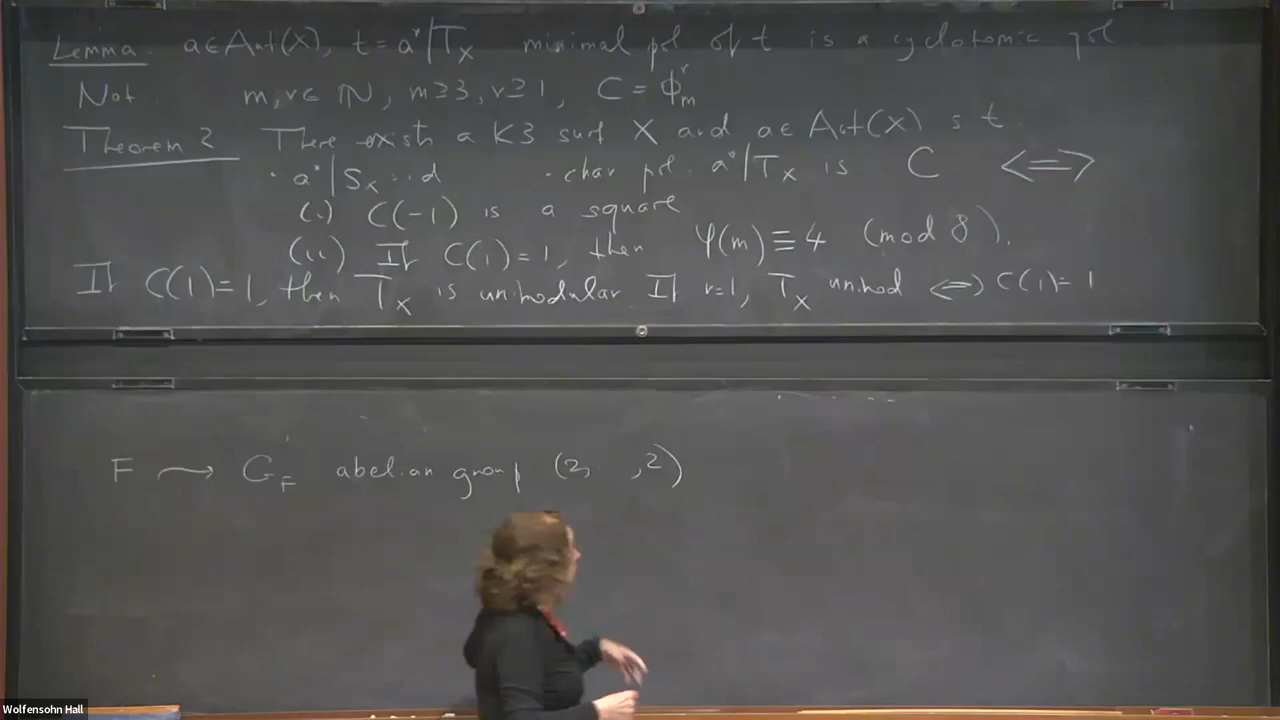 Lemma. a∈Aut(X), t = a*|T_X minimal pol of t is a cyclotomic pol.
Not m, r ∈ ℕ, m≥3, r≥1, C = Φ_m^r
Theorem 2 There exists a K3 surf X and a∈ Aut(X) s t
· a*|S_X = id · char pol. a*|T_X is C <=>
(i) C(-1) is a square
(ii) If C(1)=1, then φ(m) ≡ 4 (mod 8).
If C(1)=1, then T_X is unimodular If r=1, T_X unimod <=> C(1)=1
F ⇝ G_F abelian group (2, ,2)
Wolfensohn Hall